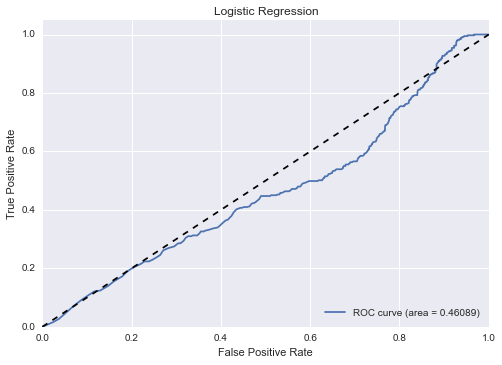 Logistic Regression
1.0
0.8
0.6
0.4
0.2
0.0
True Positive Rate
ROC curve (area = 0.46089)
0.0 0.2 0.4 0.6 0.8 1.0
False Positive Rate